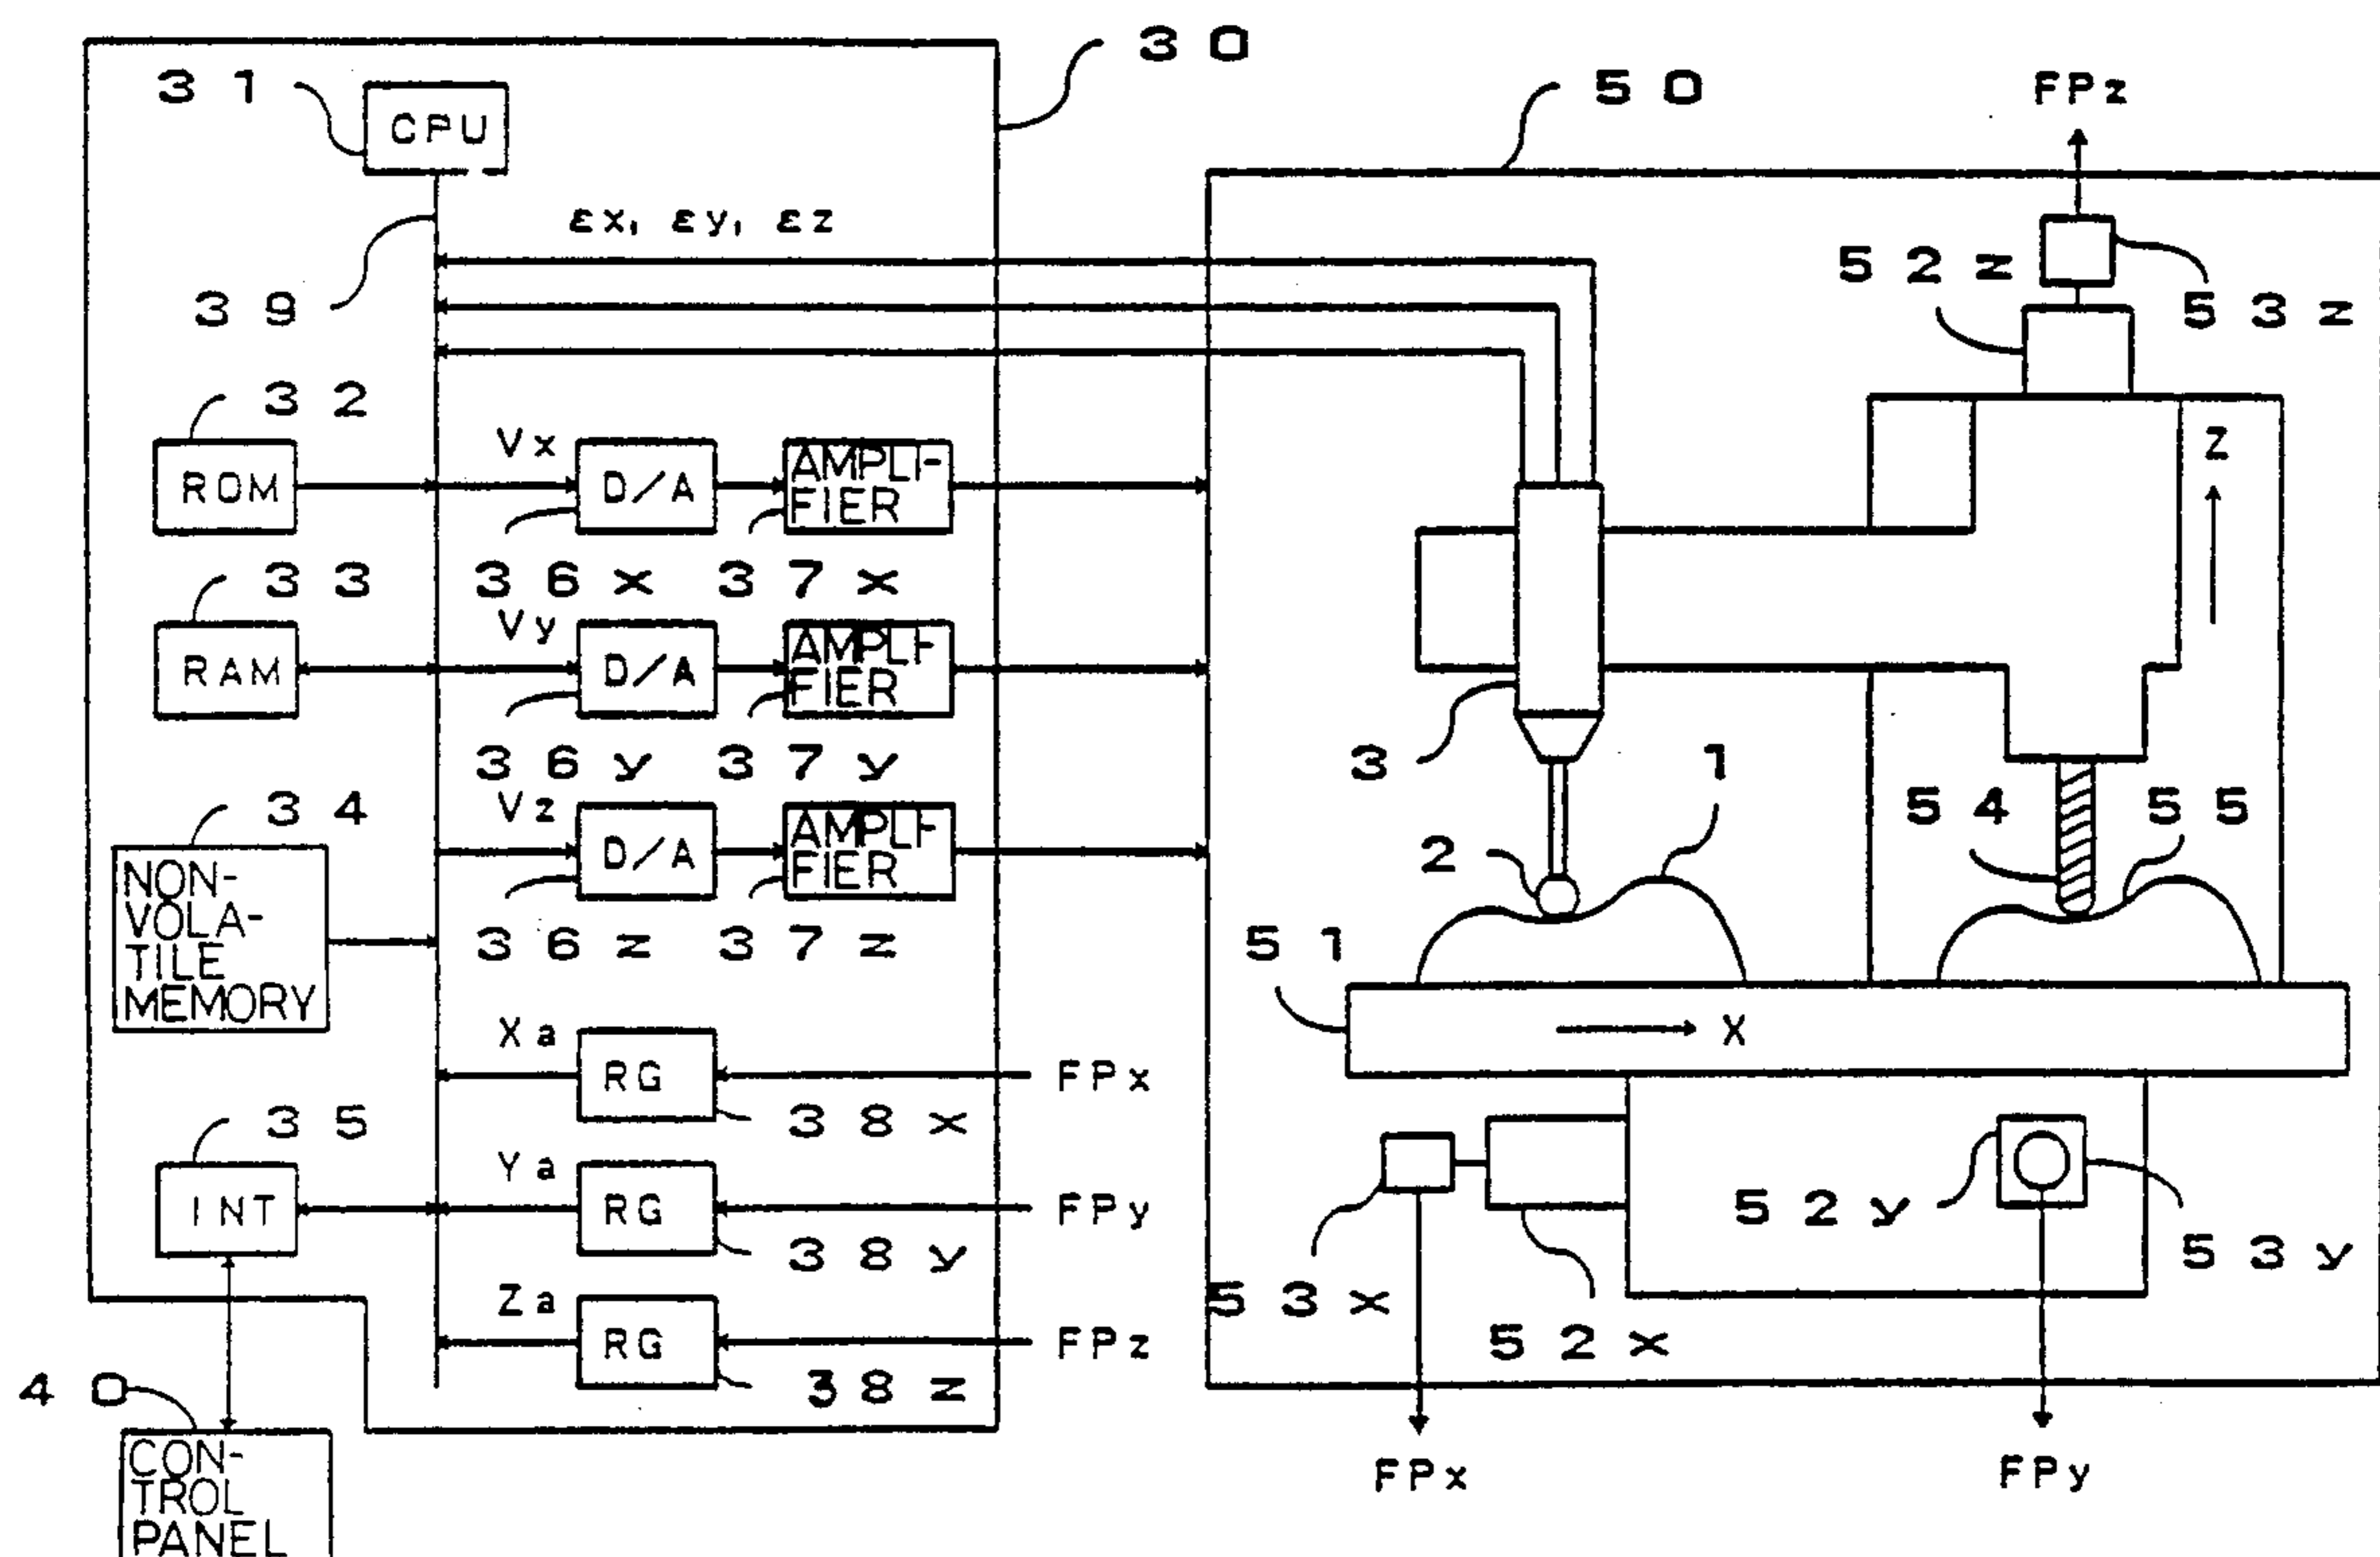 30
31
CPU
50
FPz
εx, εy, εz
39
52z
53z
32
ROM
Vx
D/A
AMPLI-
FIER
Z
33
36x
37x
RAM
Vy
D/A
AMPLI-
FIER
36y
37y
3
1
34
Vz
D/A
AMPLI-
FIER
2
54
55
NON-
VOLA-
TILE
MEMORY
36z
37z
51
Xa
RG
FPx
X
35
38x
INT
Ya
RG
FPy
38y
52y
53y
Za
RG
FPz
53x
52x
38z
40
CON-
TROL
PANEL
FPx
FPy